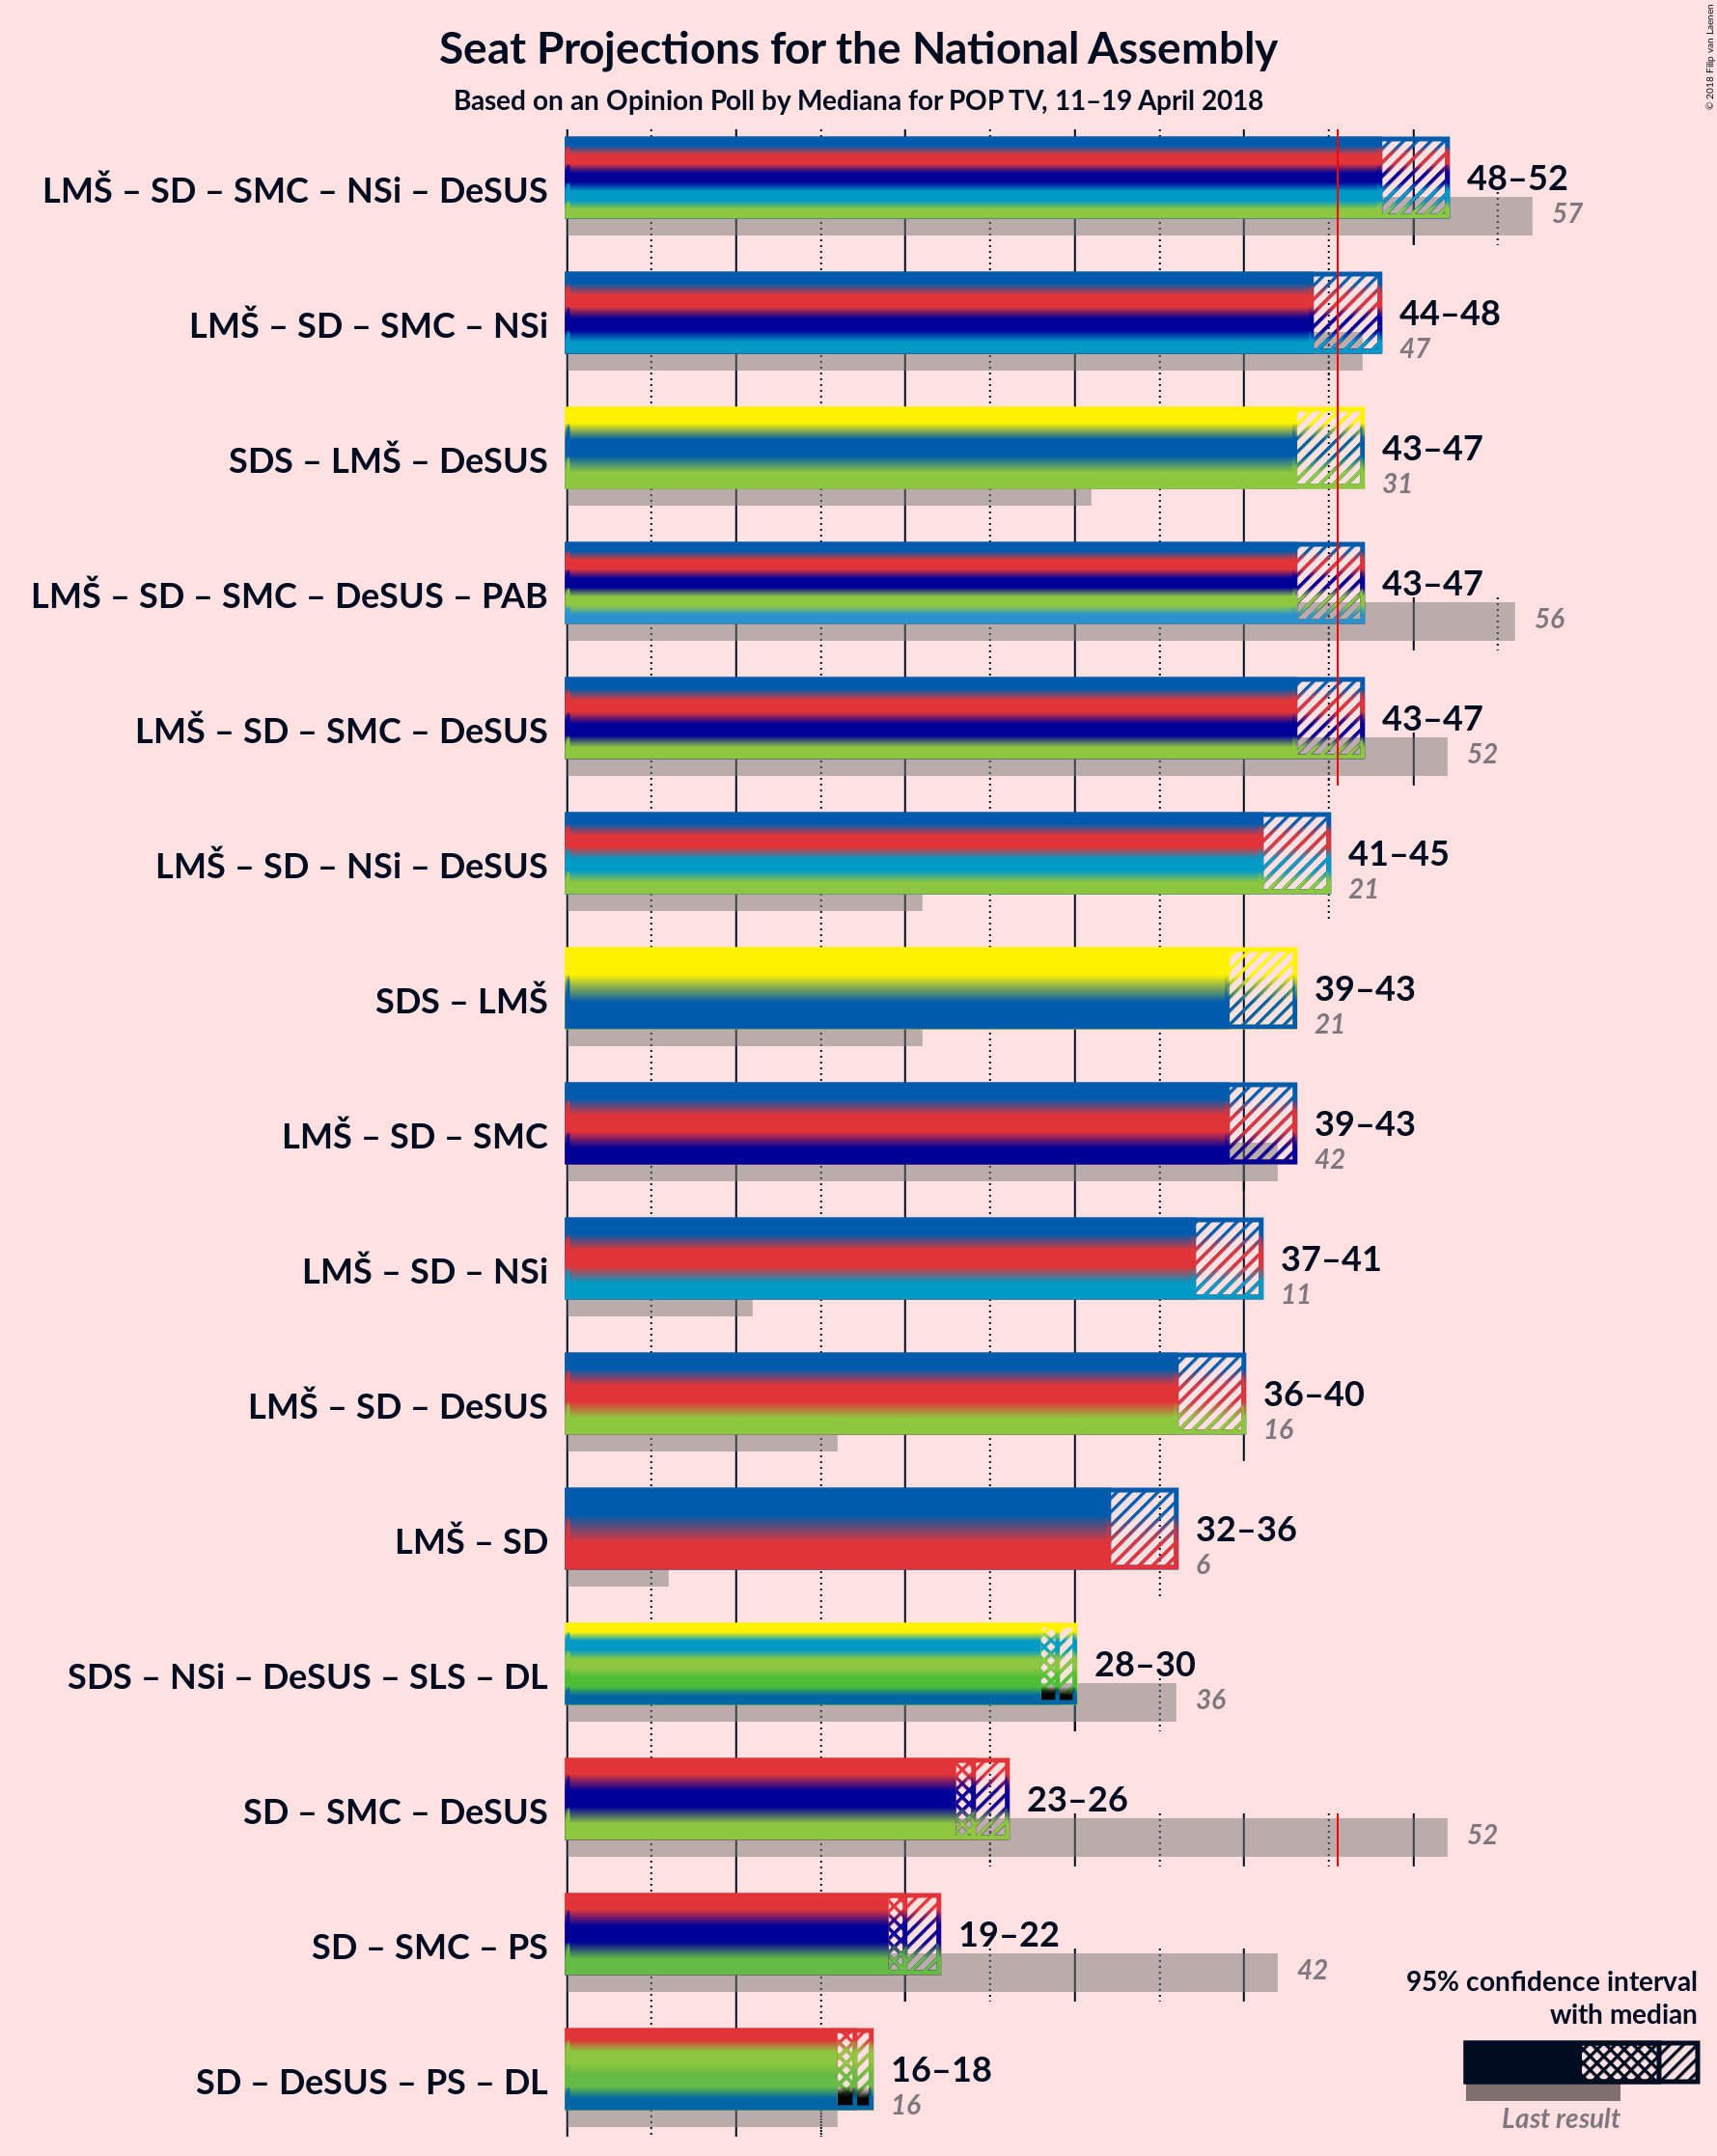 Seat Projections for the National Assembly
Based on an Opinion Poll by Mediana for POP TV, 11–19 April 2018
© 2018 Filip van Laenen
LMŠ – SD – SMC – NSi – DeSUS
48–52
57
LMŠ – SD – SMC – NSi
44–48
47
SDS – LMŠ – DeSUS
43–47
31
LMŠ – SD – SMC – DeSUS – PAB
43–47
56
LMŠ – SD – SMC – DeSUS
43–47
52
LMŠ – SD – NSi – DeSUS
41–45
21
SDS – LMŠ
39–43
21
LMŠ – SD – SMC
39–43
42
LMŠ – SD – NSi
37–41
11
LMŠ – SD – DeSUS
36–40
16
LMŠ – SD
32–36
6
SDS – NSi – DeSUS – SLS – DL
28–30
36
SD – SMC – DeSUS
23–26
52
SD – SMC – PS
19–22
42
SD – DeSUS – PS – DL
16–18
16
95% confidence interval
with median
Last result